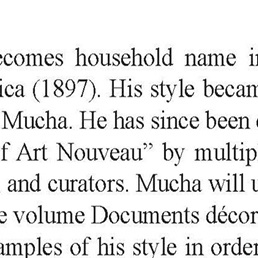 ecomes household name i
ica (1897). His style becam
Mucha. He has since been
f Art Nouveau” by multip
and curators. Mucha will u
e volume Documents décor
amples of his style in order